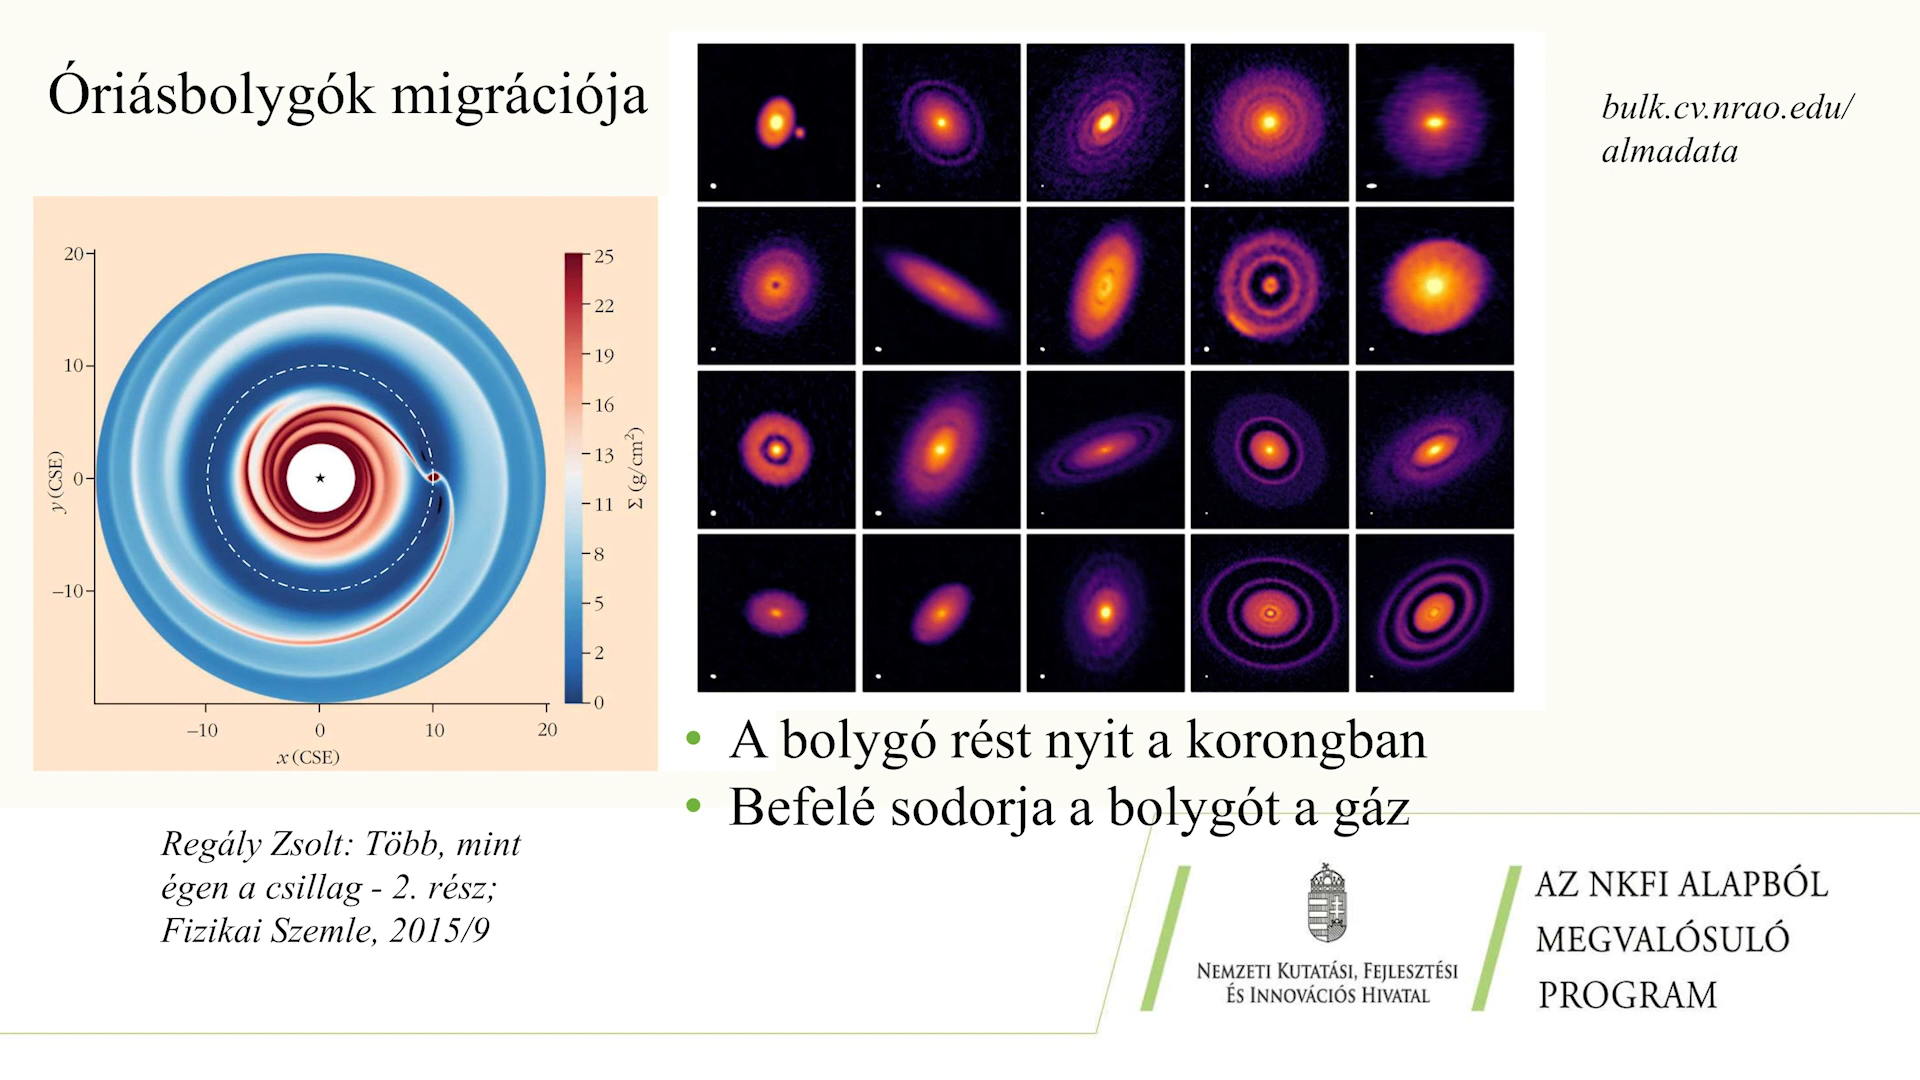 Óriásbolygók migrációja
bulk.cv.nrao.edu/
almadata
20
10
0
–10
y (CSE)
–10
0
10
20
x (CSE)
25
22
19
16
13
11
8
5
2
0
Σ (g/cm²)
• A bolygó rést nyit a korongban
• Befelé sodorja a bolygót a gáz
Regály Zsolt: Több, mint
égen a csillag - 2. rész;
Fizikai Szemle, 2015/9
NEMZETI KUTATÁSI, FEJLESZTÉSI
ÉS INNOVÁCIÓS HIVATAL
AZ NKFI ALAPBÓL
MEGVALÓSULÓ
PROGRAM